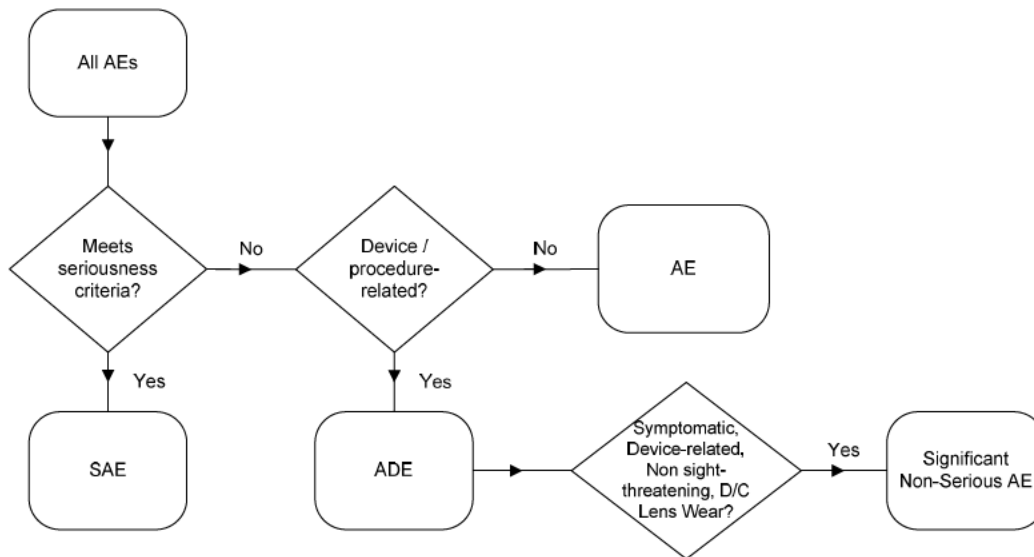 All AEs
Meets
seriousness
criteria?
No
Device /
procedure-
related?
No
AE
Yes
Yes
SAE
ADE
Symptomatic,
Device-related,
Non sight-
threatening, D/C
Lens Wear?
Yes
Significant
Non-Serious AE